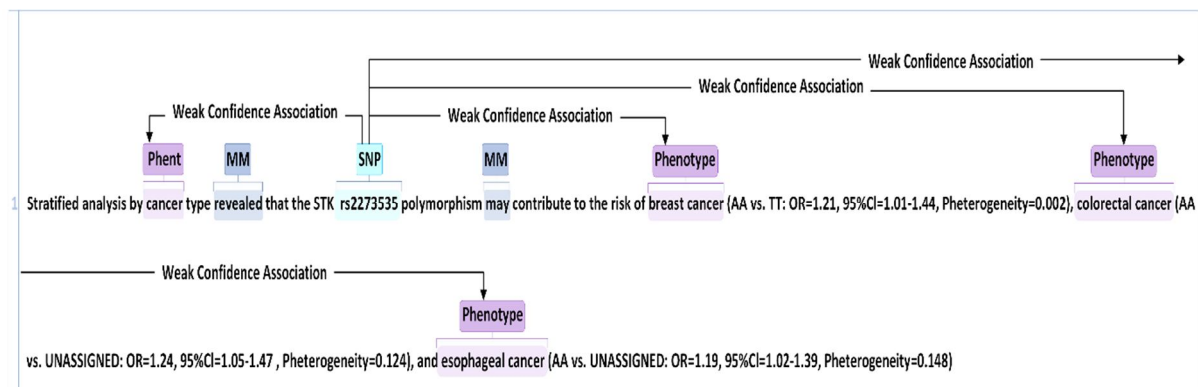 Weak Confidence Association
Weak Confidence Association
Weak Confidence Association Weak Confidence Association
Phent MM SNP MM Phenotype Phenotype
1 Stratified analysis by cancer type revealed that the STK rs2273535 polymorphism may contribute to the risk of breast cancer (AA vs. TT: OR=1.21, 95%Cl=1.01-1.44, Pheterogeneity=0.002), colorectal cancer (AA
Weak Confidence Association
Phenotype
vs. UNASSIGNED: OR=1.24, 95%Cl=1.05-1.47 , Pheterogeneity=0.124), and esophageal cancer (AA vs. UNASSIGNED: OR=1.19, 95%Cl=1.02-1.39, Pheterogeneity=0.148)